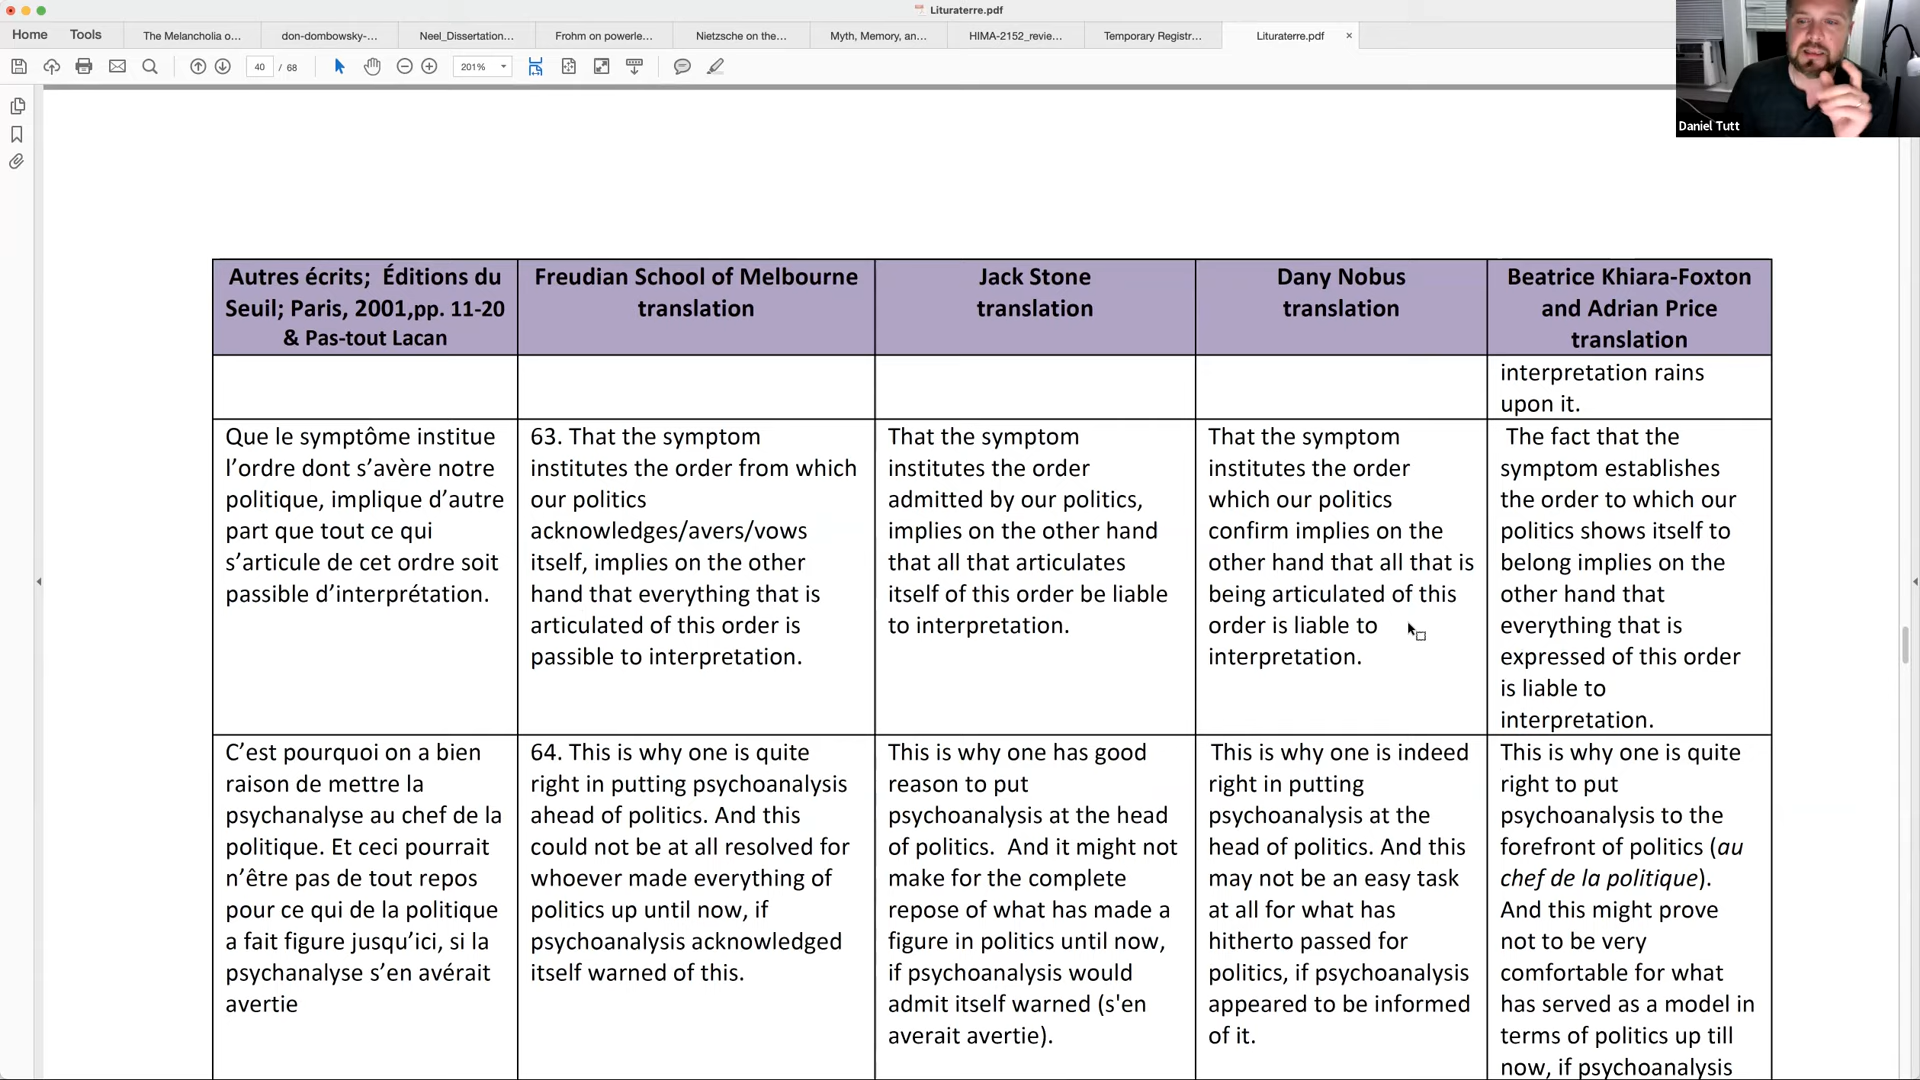 Lituraterre.pdf
Home Tools The Melancholia o... don-dombowsky-... Neel_Dissertation... Frohm on powerle... Nietzsche on the... Myth, Memory, an... HIMA-2152_revie... Temporary Registr... Lituraterre.pdf ×
40 / 68 201%
Daniel Tutt
Autres écrits; Éditions du
Seuil; Paris, 2001,pp. 11-20
& Pas-tout Lacan
Freudian School of Melbourne
translation
Jack Stone
translation
Dany Nobus
translation
Beatrice Khiara-Foxton
and Adrian Price
translation
interpretation rains
upon it.
Que le symptôme institue
l’ordre dont s’avère notre
politique, implique d’autre
part que tout ce qui
s’articule de cet ordre soit
passible d’interprétation.
63. That the symptom
institutes the order from which
our politics
acknowledges/avers/vows
itself, implies on the other
hand that everything that is
articulated of this order is
passible to interpretation.
That the symptom
institutes the order
admitted by our politics,
implies on the other hand
that all that articulates
itself of this order be liable
to interpretation.
That the symptom
institutes the order
which our politics
confirm implies on the
other hand that all that is
being articulated of this
order is liable to
interpretation.
The fact that the
symptom establishes
the order to which our
politics shows itself to
belong implies on the
other hand that
everything that is
expressed of this order
is liable to
interpretation.
C’est pourquoi on a bien
raison de mettre la
psychanalyse au chef de la
politique. Et ceci pourrait
n’être pas de tout repos
pour ce qui de la politique
a fait figure jusqu’ici, si la
psychanalyse s’en avérait
avertie
64. This is why one is quite
right in putting psychoanalysis
ahead of politics. And this
could not be at all resolved for
whoever made everything of
politics up until now, if
psychoanalysis acknowledged
itself warned of this.
This is why one has good
reason to put
psychoanalysis at the head
of politics. And it might not
make for the complete
repose of what has made a
figure in politics until now,
if psychoanalysis would
admit itself warned (s'en
averait avertie).
This is why one is indeed
right in putting
psychoanalysis at the
head of politics. And this
may not be an easy task
at all for what has
hitherto passed for
politics, if psychoanalysis
appeared to be informed
of it.
This is why one is quite
right to put
psychoanalysis to the
forefront of politics (au
chef de la politique).
And this might prove
not to be very
comfortable for what
has served as a model in
terms of politics up till
now, if psychoanalysis